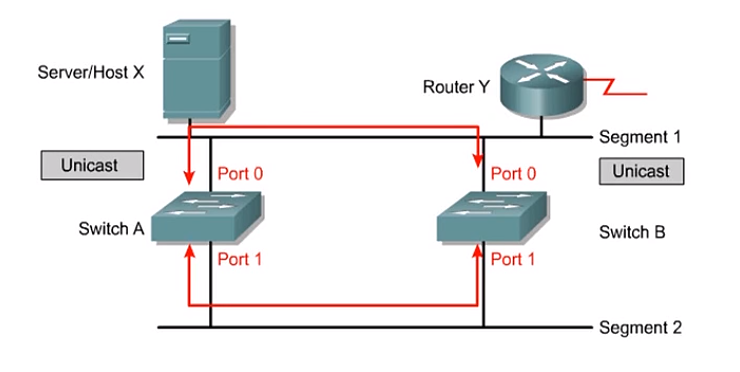 Server/Host X
Router Y
Segment 1
Unicast
Port 0
Port 0
Unicast
Switch A
Switch B
Port 1
Port 1
Segment 2